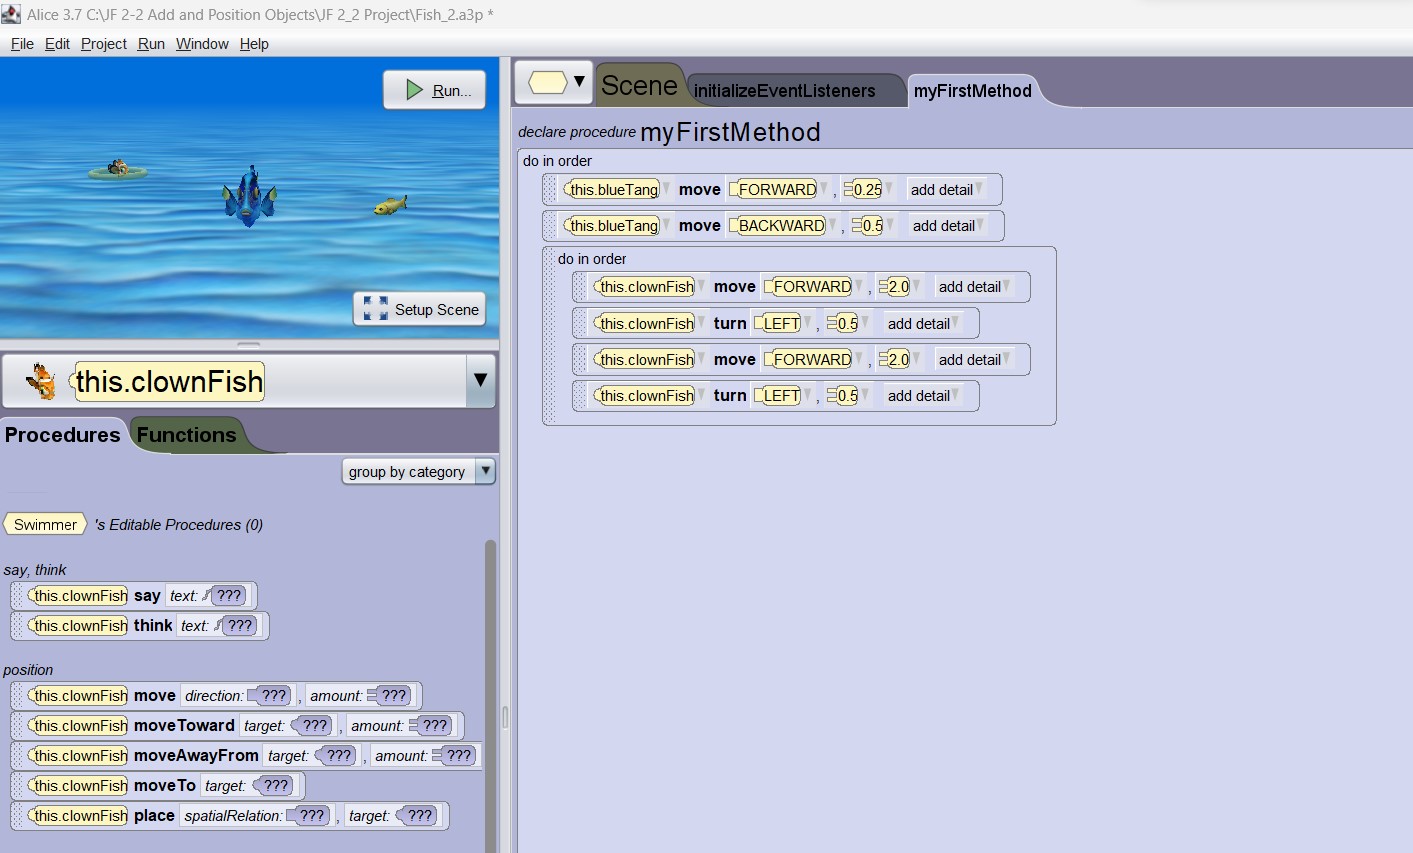 Alice 3.7 C:\JF 2-2 Add and Position Objects\JF 2_2 Project\Fish_2.a3p *
File Edit Project Run Window Help
Run...
Setup Scene
this.clownFish
Procedures Functions
group by category
Swimmer 's Editable Procedures (0)
say, think
this.clownFish say text: ???
this.clownFish think text: ???
position
this.clownFish move direction: ??? , amount: ???
this.clownFish moveToward target: ??? , amount: ???
this.clownFish moveAwayFrom target: ??? , amount: ???
this.clownFish moveTo target: ???
this.clownFish place spatialRelation: ??? , target: ???
Scene initializeEventListeners myFirstMethod
declare procedure myFirstMethod
do in order
this.blueTang move FORWARD , 0.25 add detail
this.blueTang move BACKWARD , 0.5 add detail
do in order
this.clownFish move FORWARD , 2.0 add detail
this.clownFish turn LEFT , 0.5 add detail
this.clownFish move FORWARD , 2.0 add detail
this.clownFish turn LEFT , 0.5 add detail